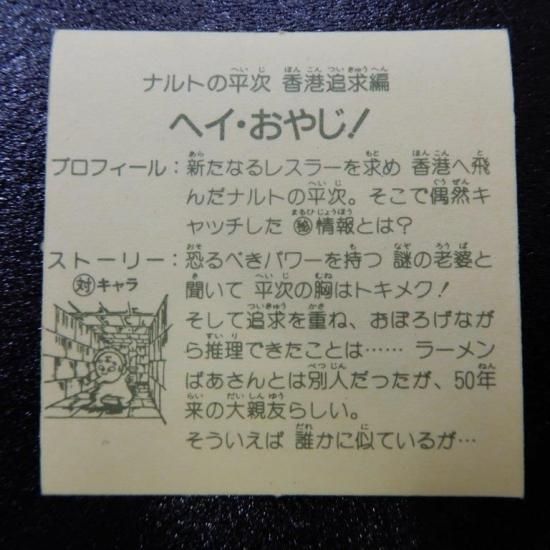 ナルトの平次 香港追求編
ヘイ・おやじ!
プロフィール：新たなるレスラーを求め 香港へ飛
んだナルトの平次。そこで偶然キ
ャッチした ㊙情報とは?
ストーリー：恐るべきパワーを持つ 謎の老婆と
対キャラ
聞いて 平次の胸はトキメク!
そして追求を重ね、おぼろげなが
ら推理できたことは…… ラーメン
ばあさんとは別人だったが、50年
来の大親友らしい。
そういえば 誰かに似ているが…